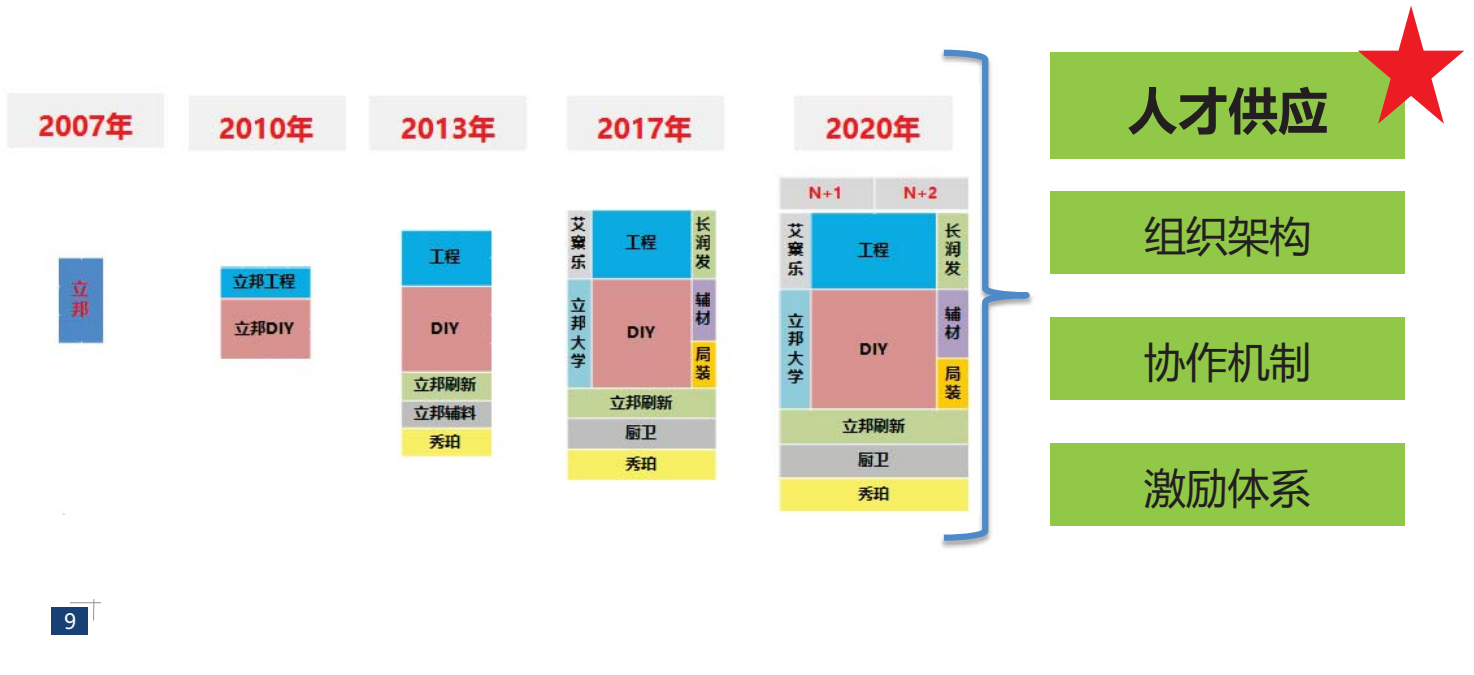 2007年
立邦
2010年
立邦工程
立邦DIY
2013年
工程
DIY
立邦刷新
立邦辅料
秀珀
2017年
艾窠乐
工程
长润发
立邦大学
DIY
辅材
局装
立邦刷新
厨卫
秀珀
2020年
N+1
N+2
艾窠乐
工程
长润发
立邦大学
DIY
辅材
局装
立邦刷新
厨卫
秀珀
人才供应
组织架构
协作机制
激励体系
9